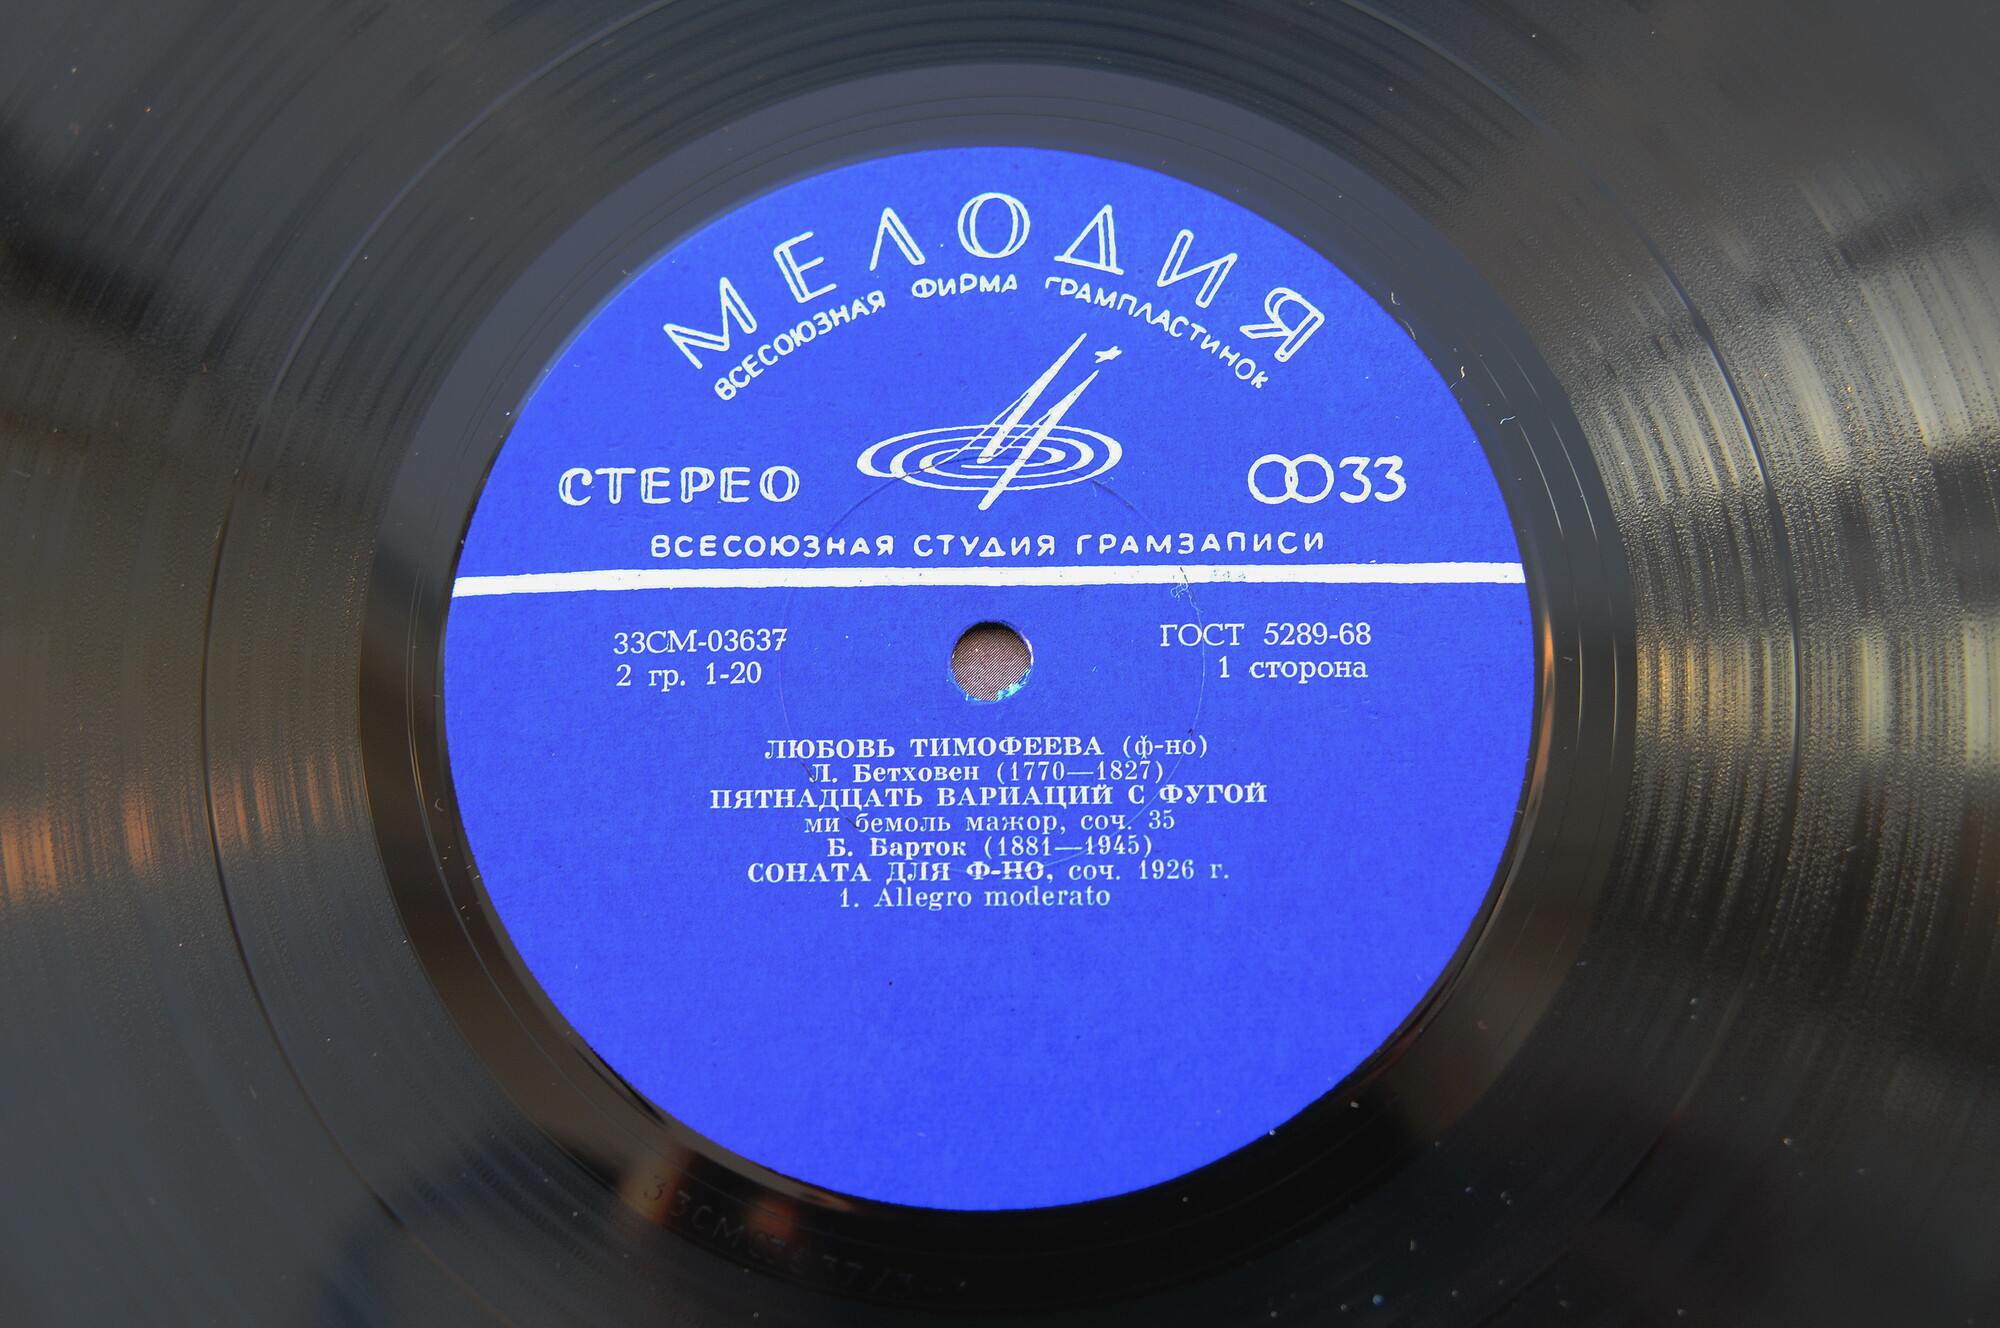 МЕЛОДИЯ
ВСЕСОЮЗНАЯ ФИРМА ГРАМПЛАСТИНОК
СТЕРЕО
33
ВСЕСОЮЗНАЯ СТУДИЯ ГРАМЗАПИСИ
33СМ-03637
2 гр. 1-20
ГОСТ 5289-68
1 сторона
ЛЮБОВЬ ТИМОФЕЕВА (ф-но)
Л. Бетховен (1770—1827)
ПЯТНАДЦАТЬ ВАРИАЦИЙ С ФУГОЙ
ми бемоль мажор, соч. 35
Б. Барток (1881—1945)
СОНАТА ДЛЯ Ф-НО, соч. 1926 г.
1. Allegro moderato